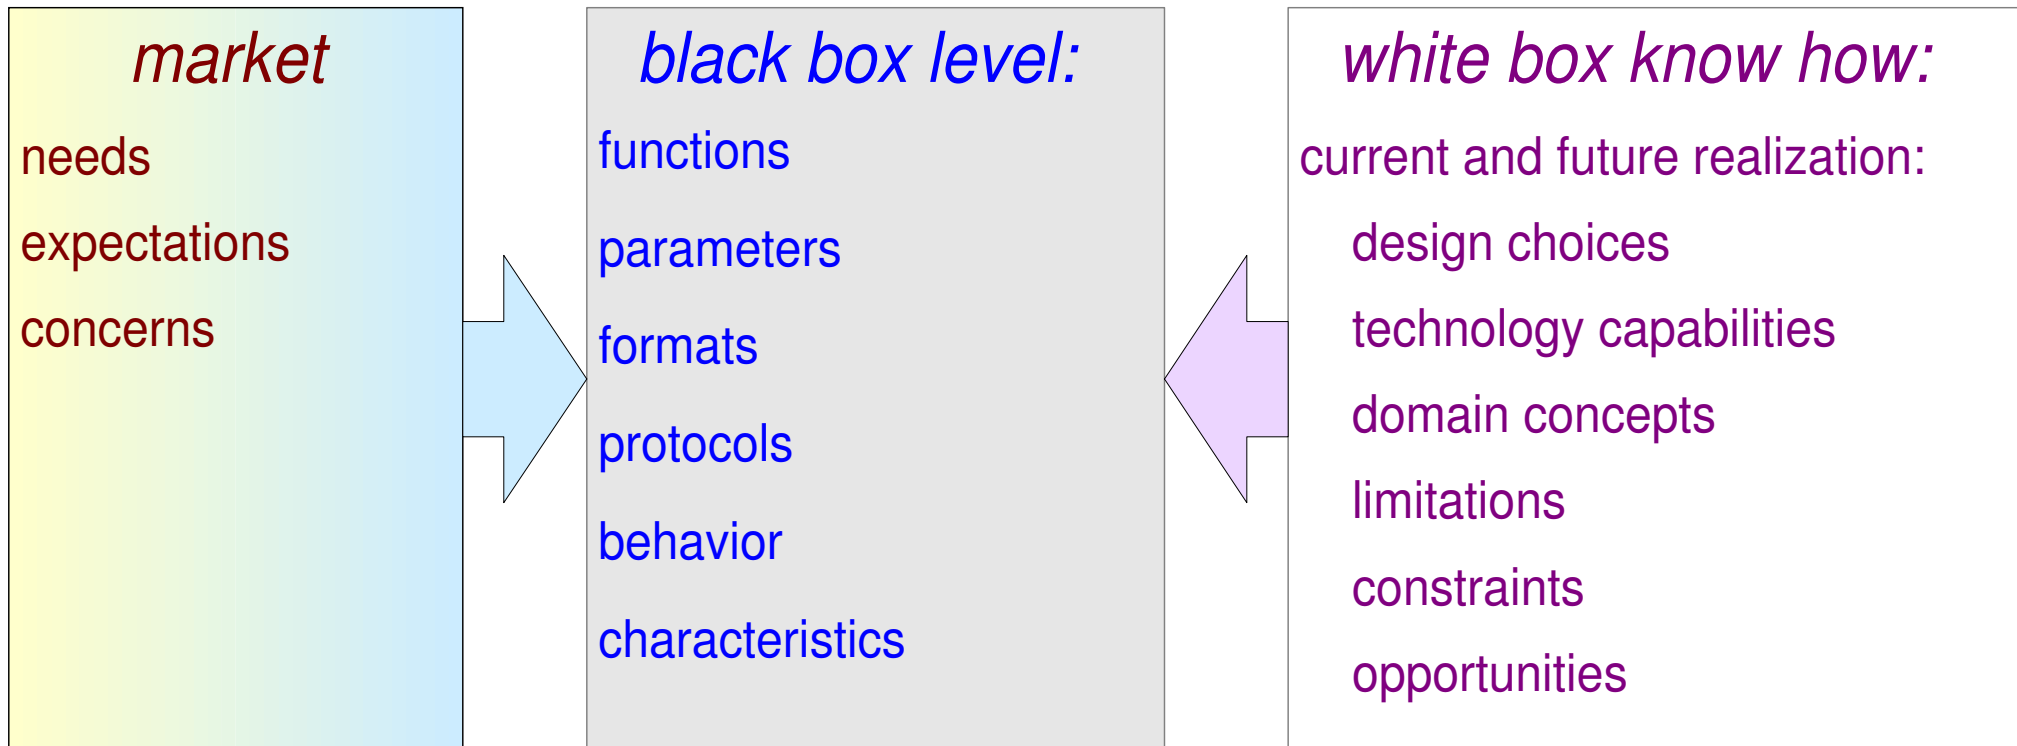 market
needs
expectations
concerns
black box level:
functions
parameters
formats
protocols
behavior
characteristics
white box know how:
current and future realization:
design choices
technology capabilities
domain concepts
limitations
constraints
opportunities